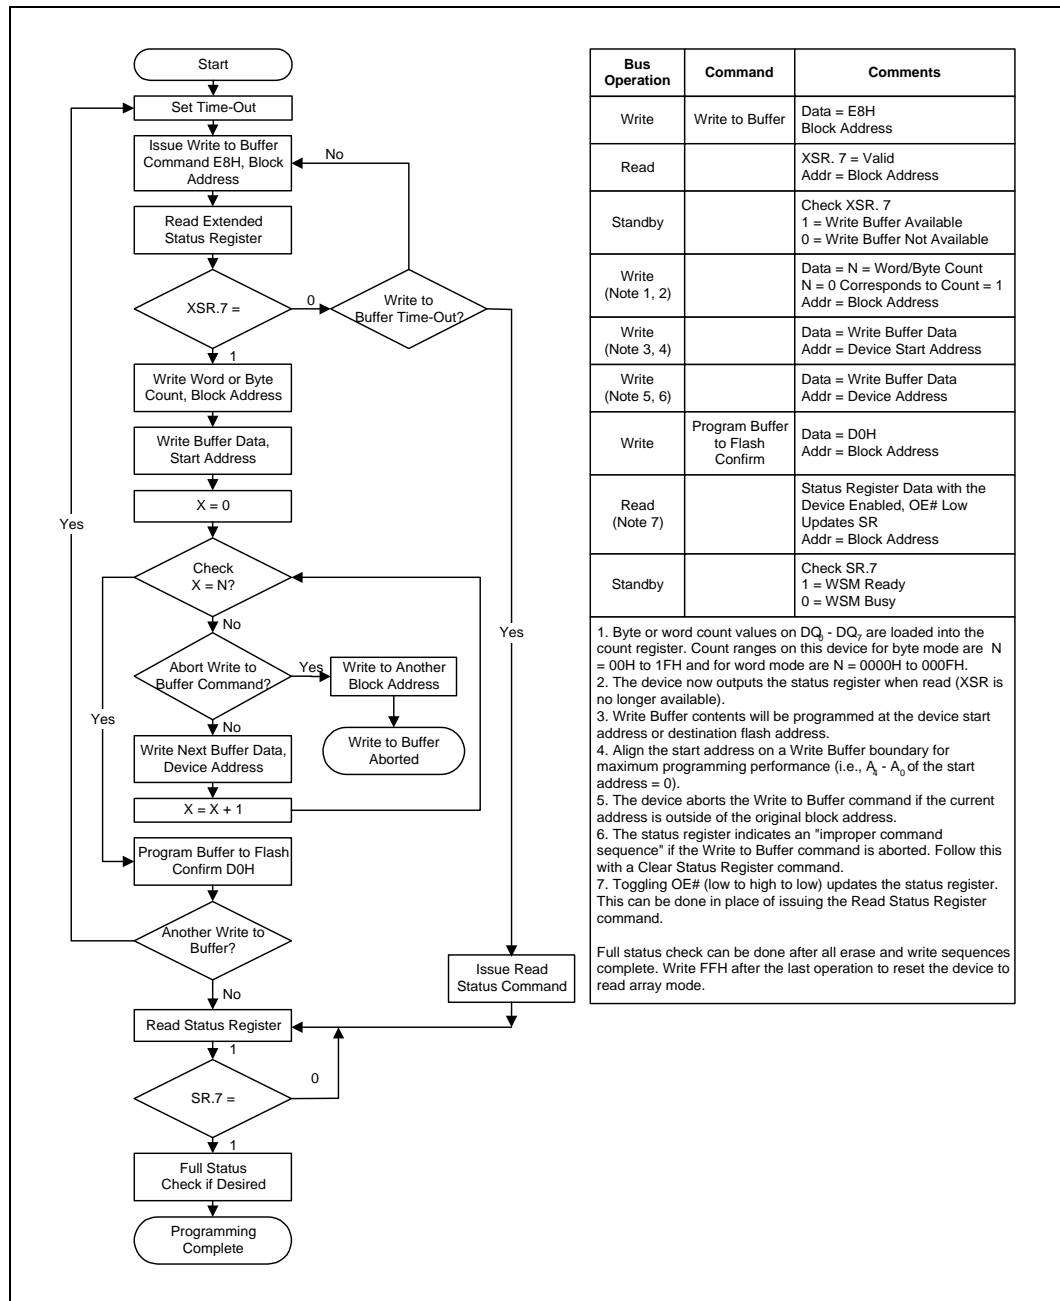 Start
Set Time-Out
Issue Write to Buffer
Command E8H, Block
Address
No
Read Extended
Status Register
XSR.7 =
0
Write to
Buffer Time-Out?
1
Write Word or Byte
Count, Block Address
Write Buffer Data,
Start Address
X = 0
Yes
Check
X = N?
No
Yes
Abort Write to
Buffer Command?
Yes
Write to Another
Block Address
Yes
No
Write to Buffer
Aborted
Write Next Buffer Data,
Device Address
X = X + 1
Program Buffer to Flash
Confirm D0H
Another Write to
Buffer?
No
Issue Read
Status Command
Read Status Register
1
SR.7 =
0
1
Full Status
Check if Desired
Programming
Complete
Bus
Operation
Command
Comments
Write
Write to Buffer
Data = E8H
Block Address
Read
XSR. 7 = Valid
Addr = Block Address
Standby
Check XSR. 7
1 = Write Buffer Available
0 = Write Buffer Not Available
Write
(Note 1, 2)
Data = N = Word/Byte Count
N = 0 Corresponds to Count = 1
Addr = Block Address
Write
(Note 3, 4)
Data = Write Buffer Data
Addr = Device Start Address
Write
(Note 5, 6)
Data = Write Buffer Data
Addr = Device Address
Write
Program Buffer
to Flash
Confirm
Data = D0H
Addr = Block Address
Read
(Note 7)
Status Register Data with the
Device Enabled, OE# Low
Updates SR
Addr = Block Address
Standby
Check SR.7
1 = WSM Ready
0 = WSM Busy
1. Byte or word count values on DQ0 - DQ7 are loaded into the
count register. Count ranges on this device for byte mode are N
= 00H to 1FH and for word mode are N = 0000H to 000FH.
2. The device now outputs the status register when read (XSR is
no longer available).
3. Write Buffer contents will be programmed at the device start
address or destination flash address.
4. Align the start address on a Write Buffer boundary for
maximum programming performance (i.e., A4 - A0 of the start
address = 0).
5. The device aborts the Write to Buffer command if the current
address is outside of the original block address.
6. The status register indicates an "improper command
sequence" if the Write to Buffer command is aborted. Follow this
with a Clear Status Register command.
7. Toggling OE# (low to high to low) updates the status register.
This can be done in place of issuing the Read Status Register
command.
Full status check can be done after all erase and write sequences
complete. Write FFH after the last operation to reset the device to
read array mode.